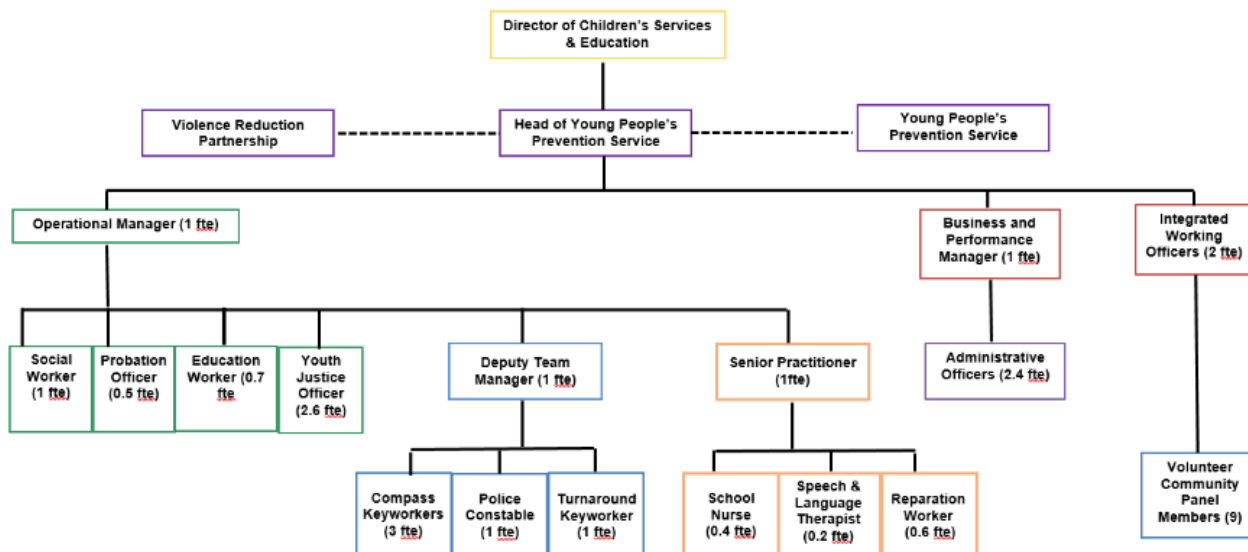 Director of Children's Services
& Education
Violence Reduction
Partnership
Head of Young People's
Prevention Service
Young People's
Prevention Service
Operational Manager (1 fte)
Business and
Performance
Manager (1 fte)
Integrated
Working
Officers (2 fte)
Social
Worker
(1 fte)
Probation
Officer
(0.5 fte)
Education
Worker (0.7
fte
Youth
Justice
Officer
(2.6 fte)
Deputy Team
Manager (1 fte)
Senior Practitioner
(1fte)
Administrative
Officers (2.4 fte)
Compass
Keyworkers
(3 fte)
Police
Constable
(1 fte)
Turnaround
Keyworker
(1 fte)
School
Nurse
(0.4 fte)
Speech &
Language
Therapist
(0.2 fte)
Reparation
Worker
(0.6 fte)
Volunteer
Community
Panel
Members (9)